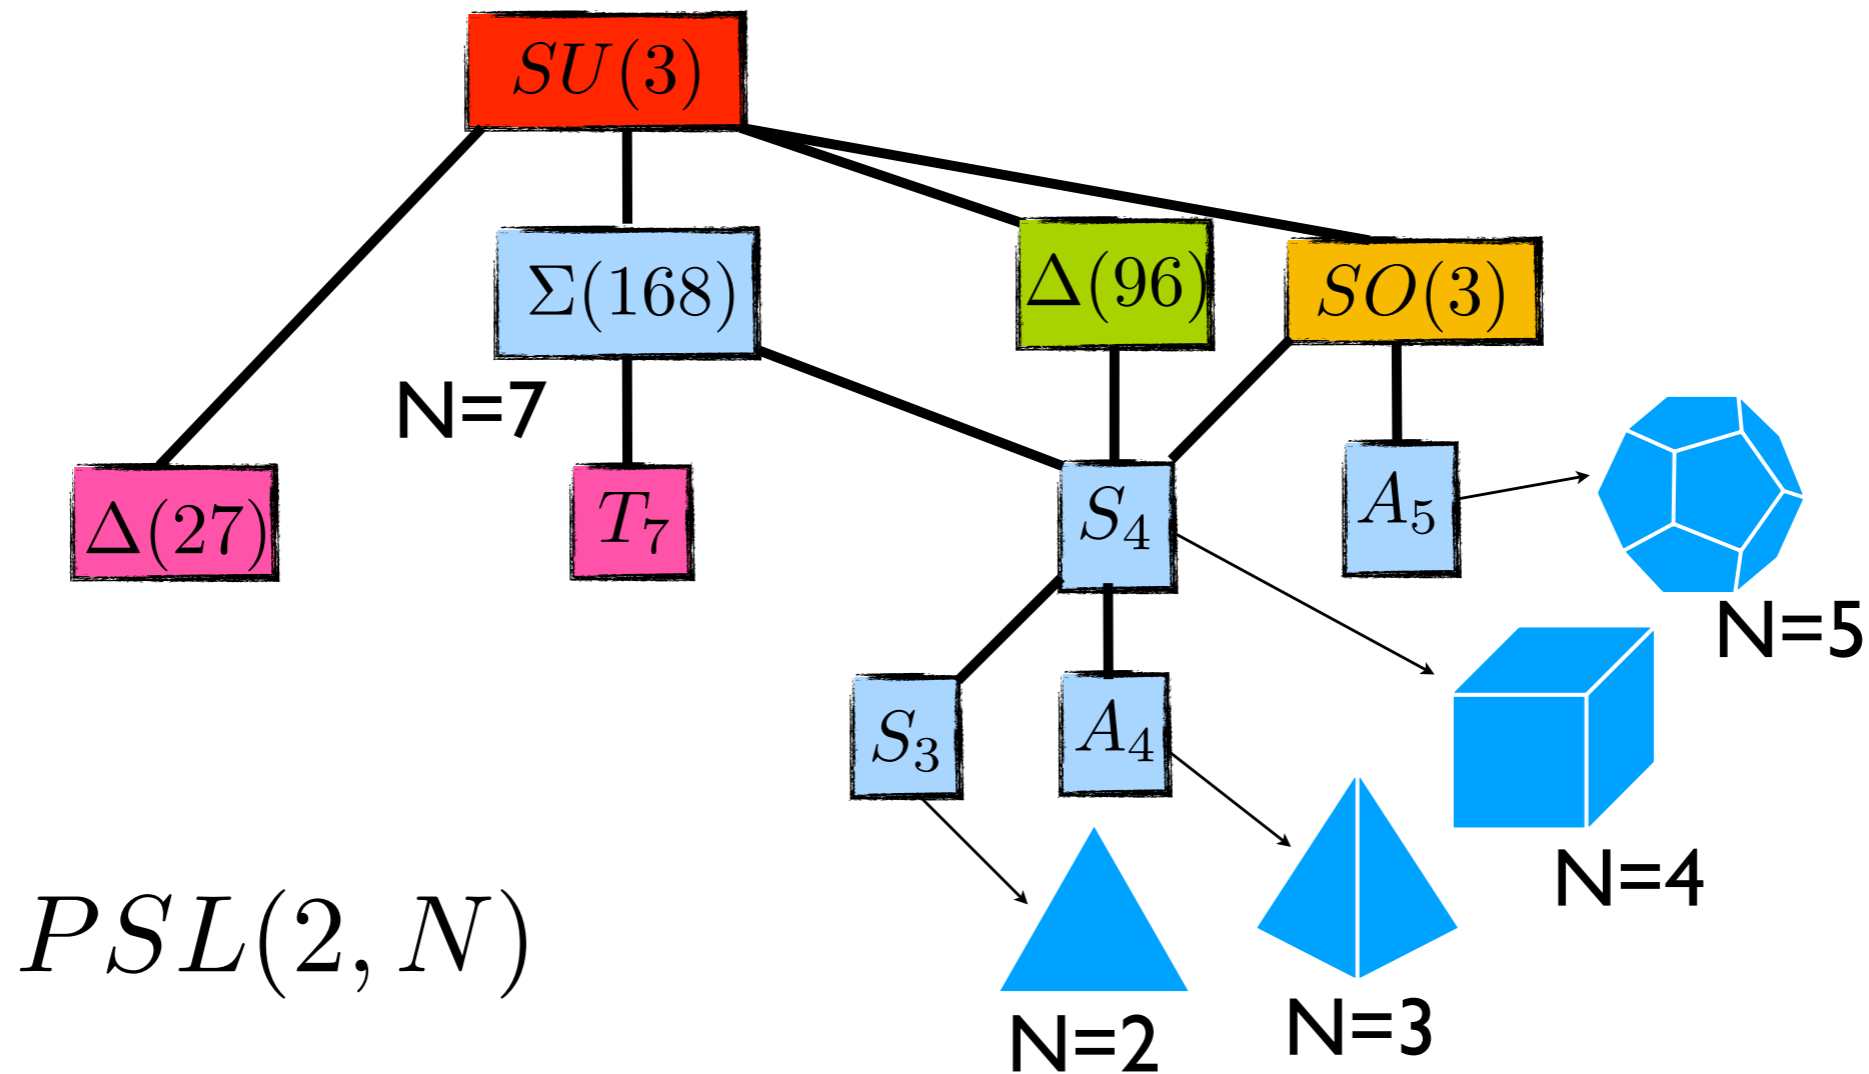 SU(3)
Σ(168)
Δ(96)
SO(3)
N=7
Δ(27)
T₇
S₄
A₅
N=5
S₃
A₄
N=4
PSL(2, N)
N=2
N=3